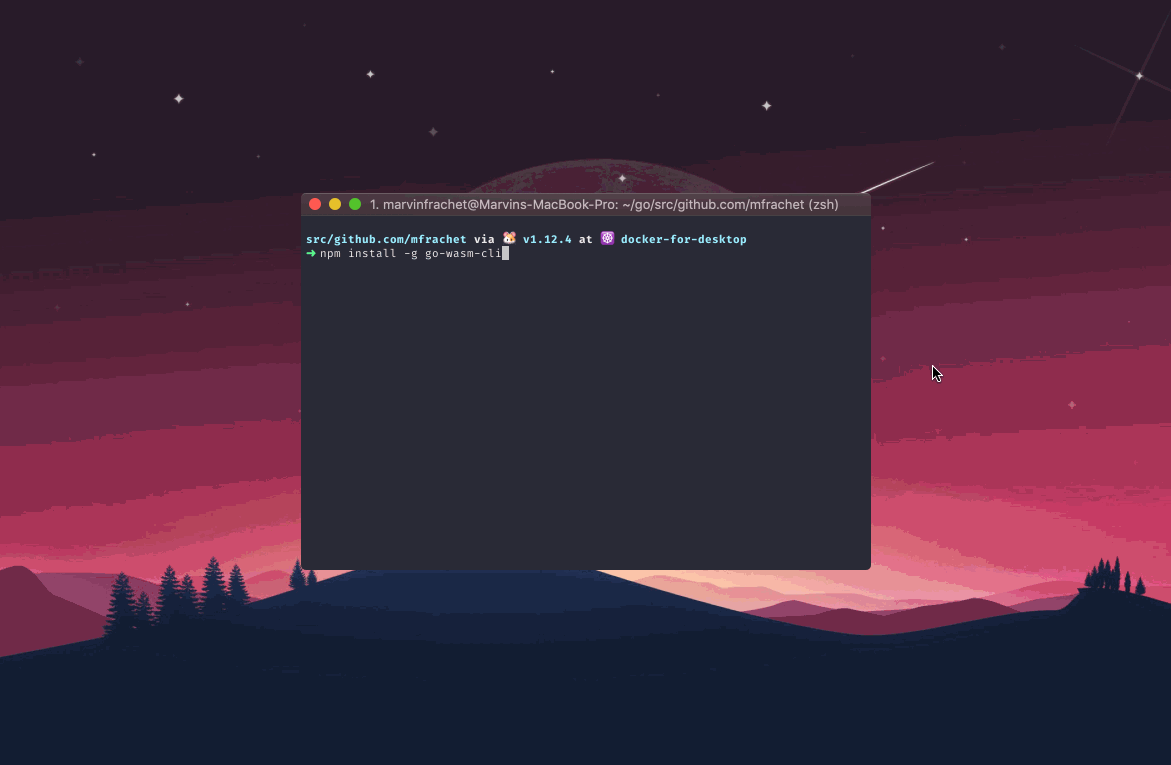 1. marvinfrachet@Marvins-MacBook-Pro: ~/go/src/github.com/mfrachet (zsh)
src/github.com/mfrachet via 🐹 v1.12.4 at ☸ docker-for-desktop
➜ npm install -g go-wasm-cli